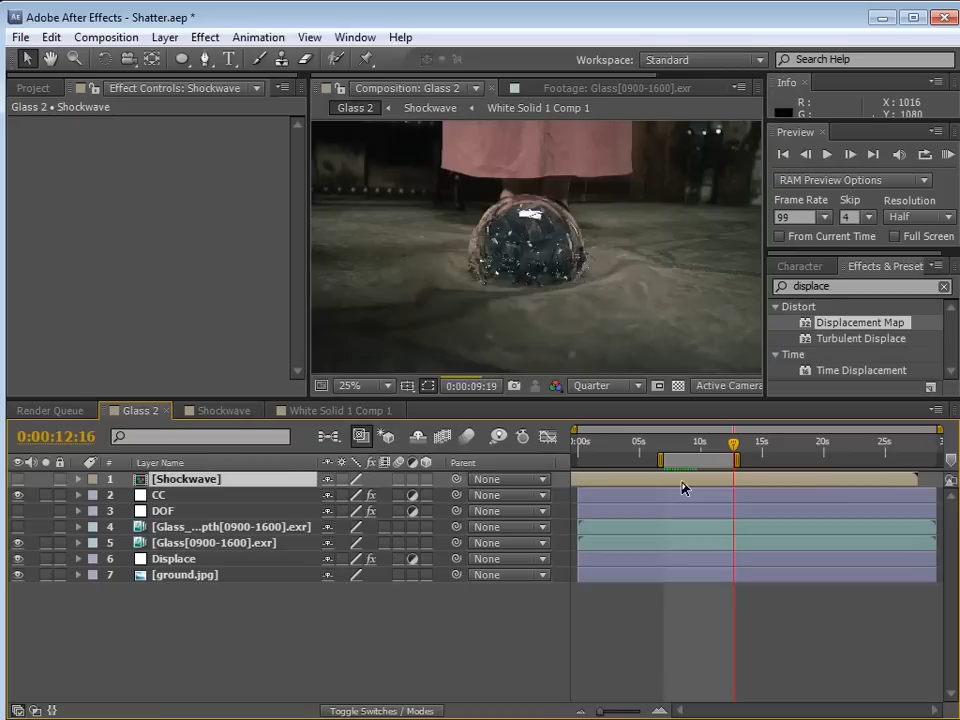 Adobe After Effects - Shatter.aep *
File Edit Composition Layer Effect Animation View Window Help
Workspace: Standard Search Help
Project Effect Controls: Shockwave
Composition: Glass 2 Footage: Glass[0900-1600].exr
Info
Glass 2 • Shockwave
Glass 2 Shockwave White Solid 1 Comp 1
R : X : 1016
G : Y : 1080
Preview
RAM Preview Options
Frame Rate Skip Resolution
99 4 Half
From Current Time Full Screen
Character Effects & Preset
displace
Distort
Displacement Map
Turbulent Displace
Time
Time Displacement
25% 0:00:09:19 Quarter Active Camera
Render Queue Glass 2 Shockwave White Solid 1 Comp 1
0:00:12:16
:00s 05s 10s 15s 20s 25s
# Layer Name Parent
1 [Shockwave] None
2 CC None
3 DOF None
4 [Glass_...pth[0900-1600].exr] None
5 [Glass[0900-1600].exr] None
6 Displace None
7 [ground.jpg] None
Toggle Switches / Modes